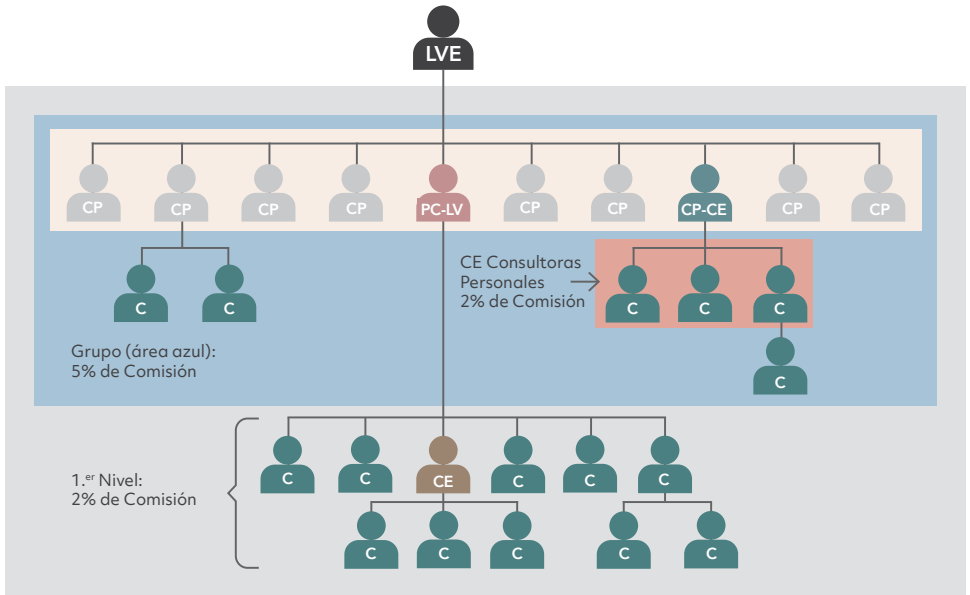 LVE
CP
CP
CP
CP
PC-LV
CP
CP
CP-CE
CP
CP
CE Consultoras
Personales
2% de Comisión
C
C
C
C
C
C
Grupo (área azul):
5% de Comisión
1.er Nivel:
2% de Comisión
C
C
CE
C
C
C
C
C
C
C
C